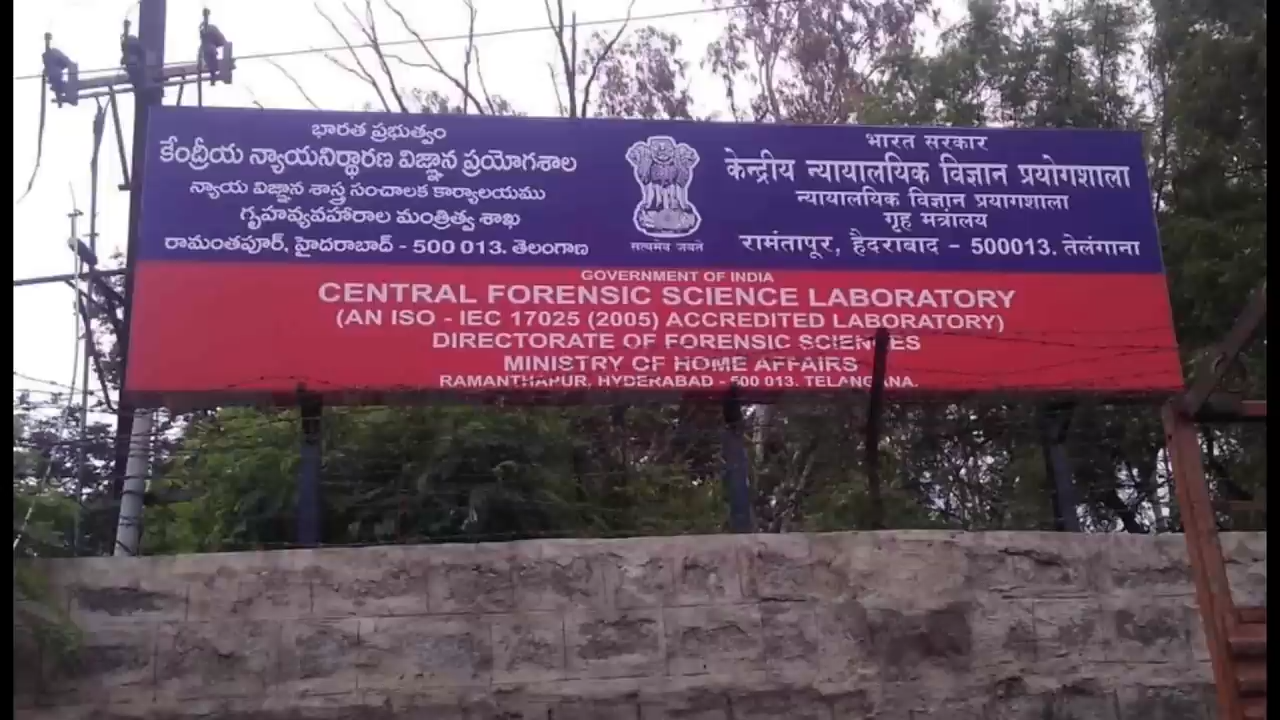 భారత ప్రభుత్వం
కేంద్రీయ న్యాయనిర్థారణ విజ్ఞాన ప్రయోగశాల
న్యాయ విజ్ఞాన శాస్త్ర సంచాలక కార్యాలయము
గృహవ్యవహారాల మంత్రిత్వ శాఖ
రామంతపూర్, హైదరాబాద్ - 500 013. తెలంగాణ
सत्यमेव जयते
भारत सरकार
केन्द्रीय न्यायालयिक विज्ञान प्रयोगशाला
न्यायालयिक विज्ञान प्रयागशाला
गृह मंत्रालय
रामंतापूर, हैदराबाद - 500013. तेलंगाना
GOVERNMENT OF INDIA
CENTRAL FORENSIC SCIENCE LABORATORY
(AN ISO - IEC 17025 (2005) ACCREDITED LABORATORY)
DIRECTORATE OF FORENSIC SCIENCES
MINISTRY OF HOME AFFAIRS
RAMANTHAPUR, HYDERABAD - 500 013. TELANGANA.